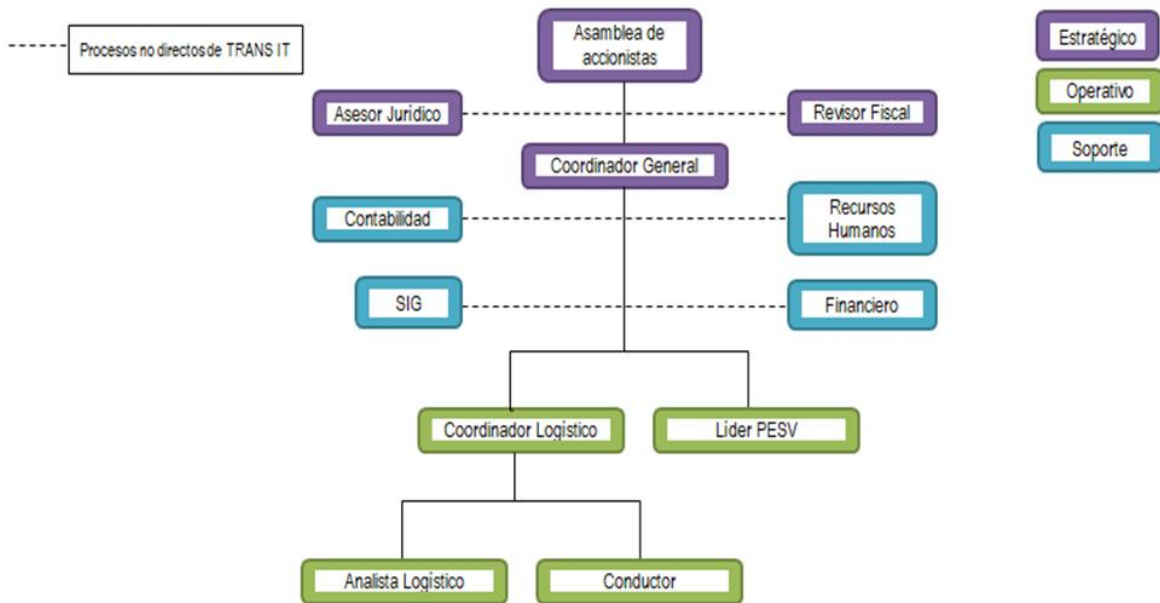 Procesos no directos de TRANS IT
Asamblea de
accionistas
Estratégico
Operativo
Soporte
Asesor Jurídico
Revisor Fiscal
Coordinador General
Contabilidad
Recursos
Humanos
SIG
Financiero
Coordinador Logístico
Lider PESV
Analista Logístico
Conductor